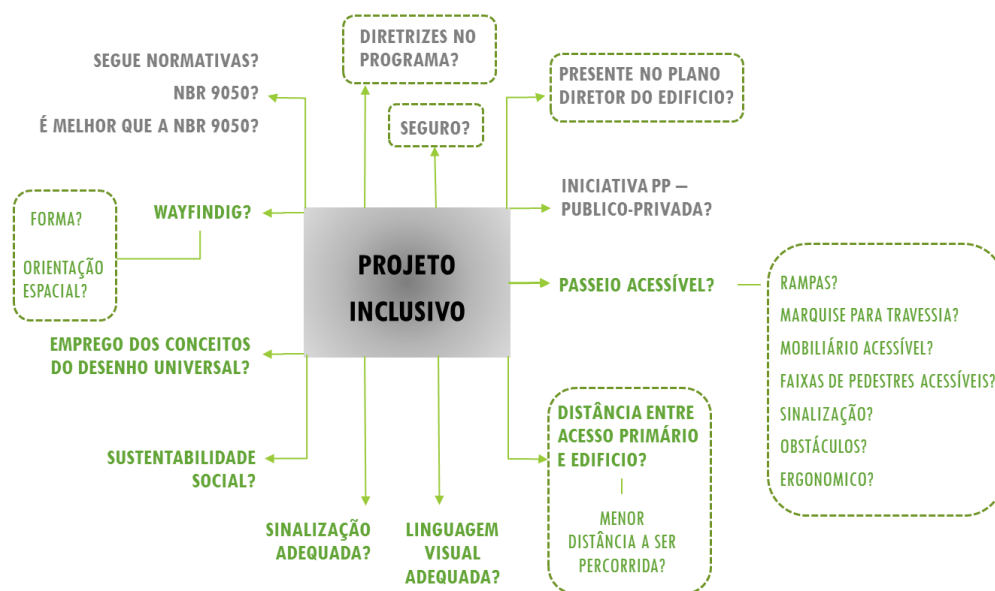 DIRETRIZES NO
PROGRAMA?
SEGUE NORMATIVAS?
NBR 9050?
É MELHOR QUE A NBR 9050?
PRESENTE NO PLANO
DIRETOR DO EDIFICIO?
SEGURO?
INICIATIVA PP –
PUBLICO-PRIVADA?
WAYFINDIG?
FORMA?
ORIENTAÇÃO
ESPACIAL?
PROJETO
INCLUSIVO
PASSEIO ACESSÍVEL?
RAMPAS?
MARQUISE PARA TRAVESSIA?
MOBILIÁRIO ACESSÍVEL?
FAIXAS DE PEDESTRES ACESSÍVEIS?
SINALIZAÇÃO?
OBSTÁCULOS?
ERGONOMICO?
EMPREGO DOS CONCEITOS
DO DESENHO UNIVERSAL?
SUSTENTABILIDADE
SOCIAL?
SINALIZAÇÃO
ADEQUADA?
LINGUAGEM
VISUAL
ADEQUADA?
DISTÂNCIA ENTRE
ACESSO PRIMÁRIO
E EDIFICIO?
MENOR
DISTÂNCIA A SER
PERCORRIDA?